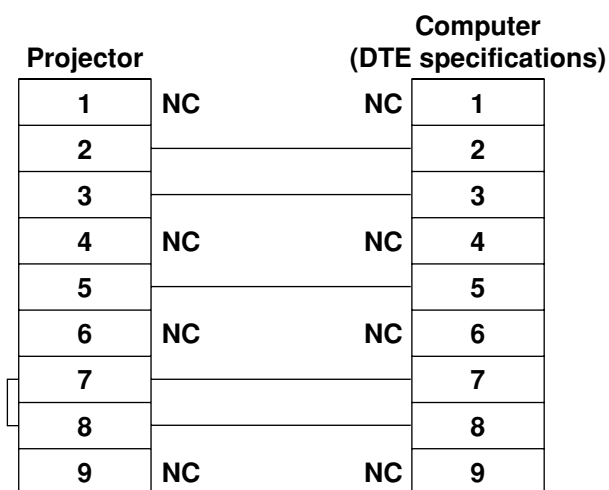 Computer
Projector (DTE specifications)
1 NC NC 1
2 2
3 3
4 NC NC 4
5 5
6 NC NC 6
7 7
8 8
9 NC NC 9